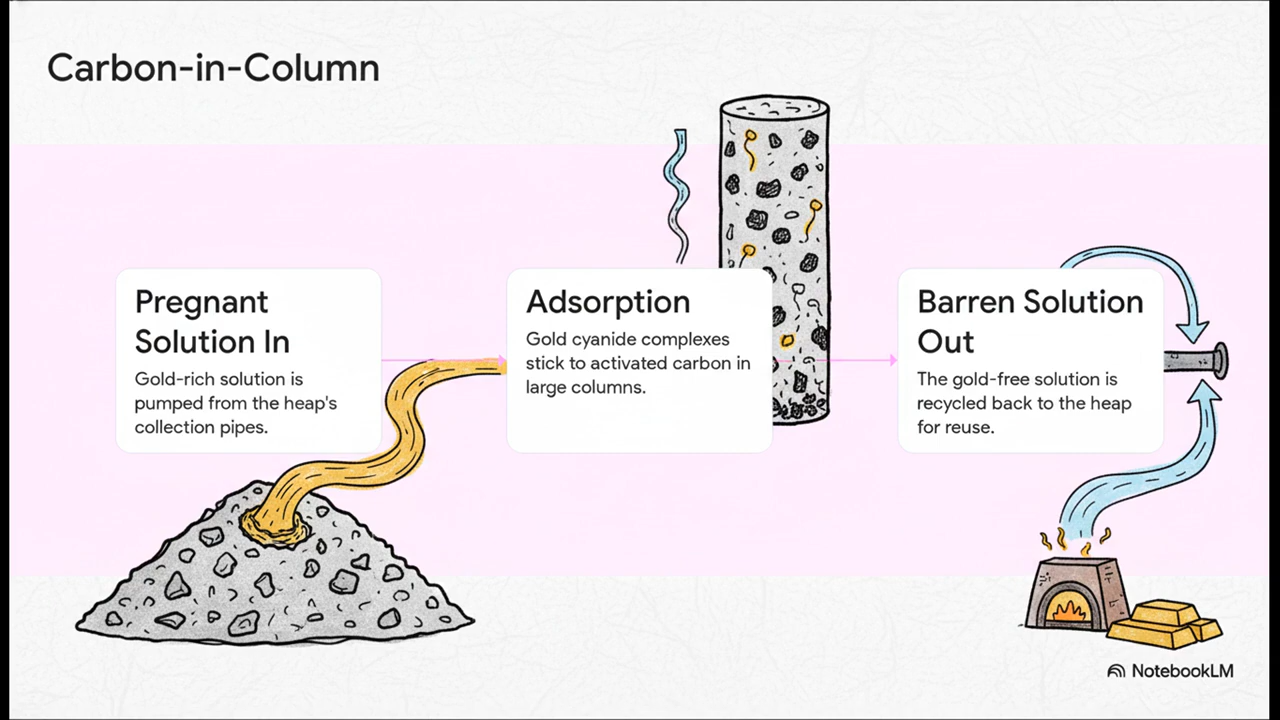 Carbon-in-Column
Pregnant
Solution In
Gold-rich solution is
pumped from the heap's
collection pipes.
Adsorption
Gold cyanide complexes
stick to activated carbon in
large columns.
Barren Solution
Out
The gold-free solution is
recycled back to the heap
for reuse.
NotebookLM